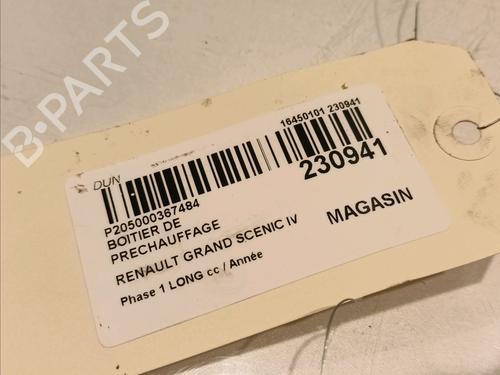 B-PARTS
DUN
16450101 230941
230941
P205000367484
BOITIER DE
PRECHAUFFAGE
MAGASIN
RENAULT GRAND SCENIC IV
Phase 1 LONG cc / Année